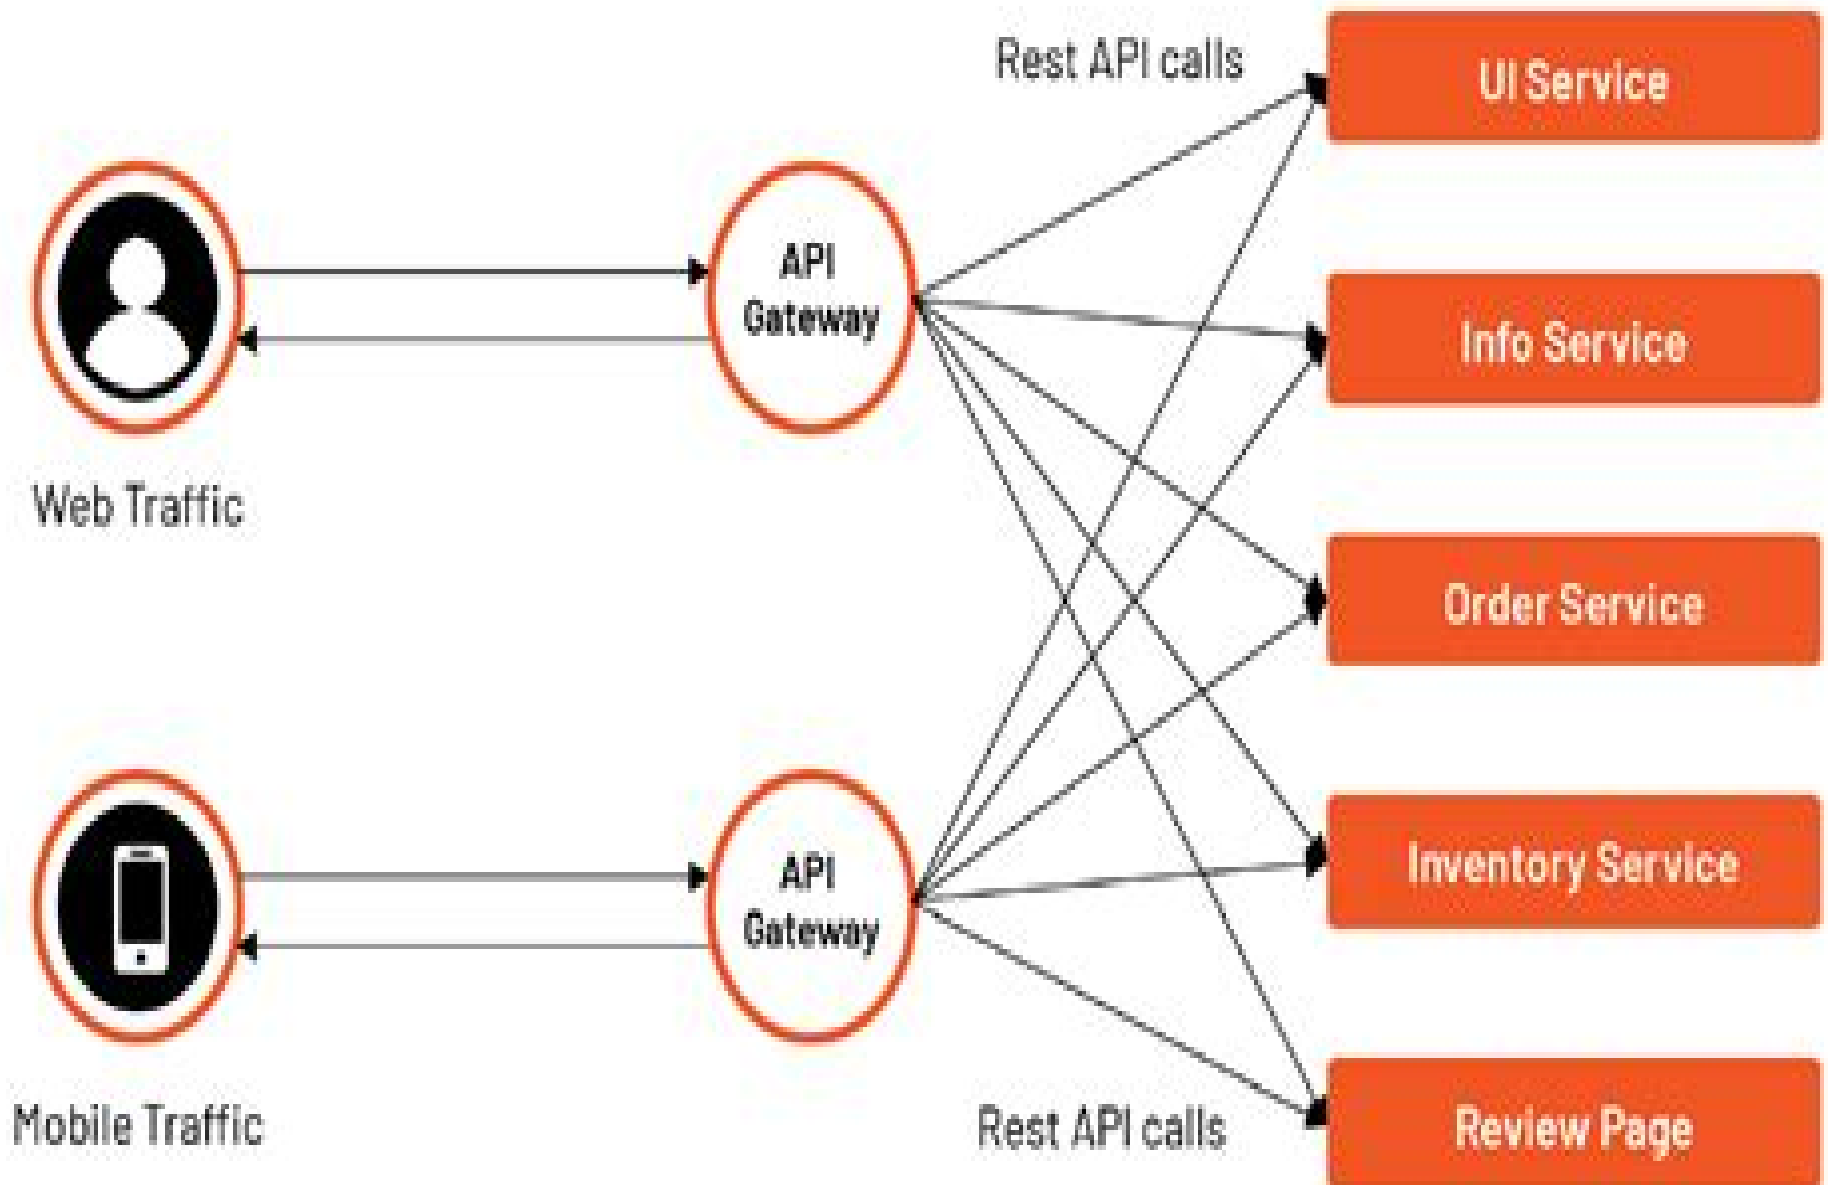 Rest API calls
UI Service
API
Gateway
Info Service
Web Traffic
Order Service
API
Gateway
Inventory Service
Mobile Traffic
Rest API calls
Review Page